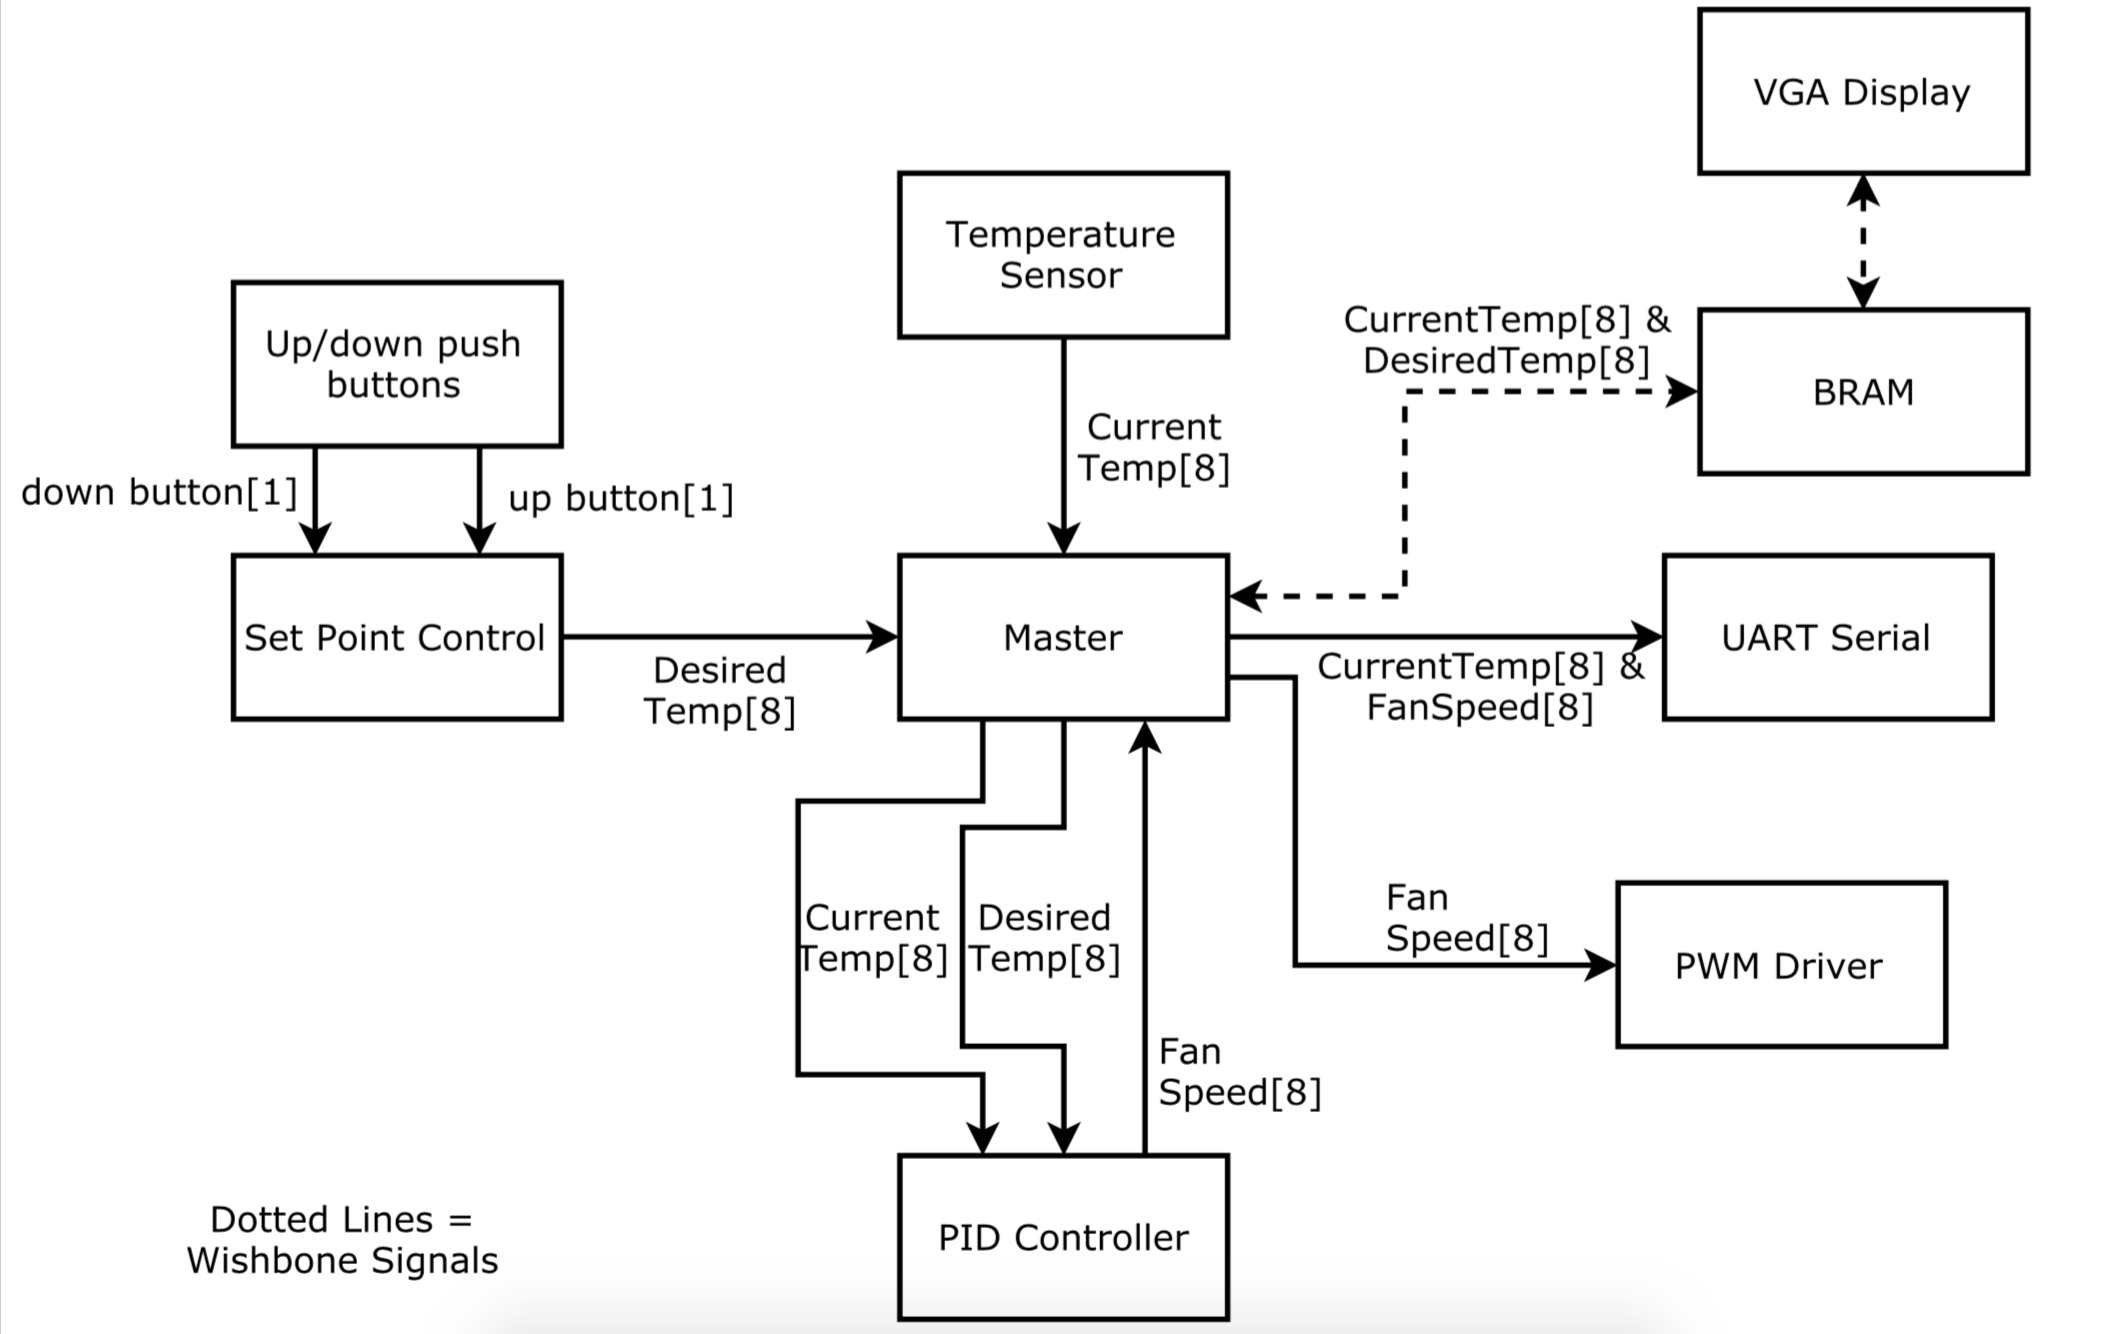 VGA Display
Temperature
Sensor
CurrentTemp[8] &
DesiredTemp[8]
Up/down push
buttons
BRAM
Current
Temp[8]
down button[1]
up button[1]
Set Point Control
Master
UART Serial
Desired
Temp[8]
CurrentTemp[8] &
FanSpeed[8]
Current
Temp[8]
Desired
Temp[8]
Fan
Speed[8]
PWM Driver
Fan
Speed[8]
PID Controller
Dotted Lines =
Wishbone Signals